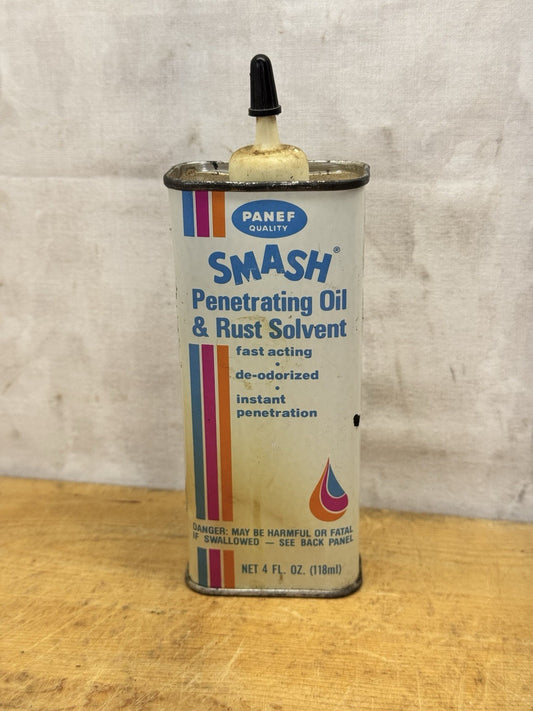 PANEF
QUALITY
SMASH®
Penetrating Oil
& Rust Solvent
fast acting
•
de-odorized
•
instant
penetration
DANGER: MAY BE HARMFUL OR FATAL
IF SWALLOWED — SEE BACK PANEL
NET 4 FL. OZ. (118ml)